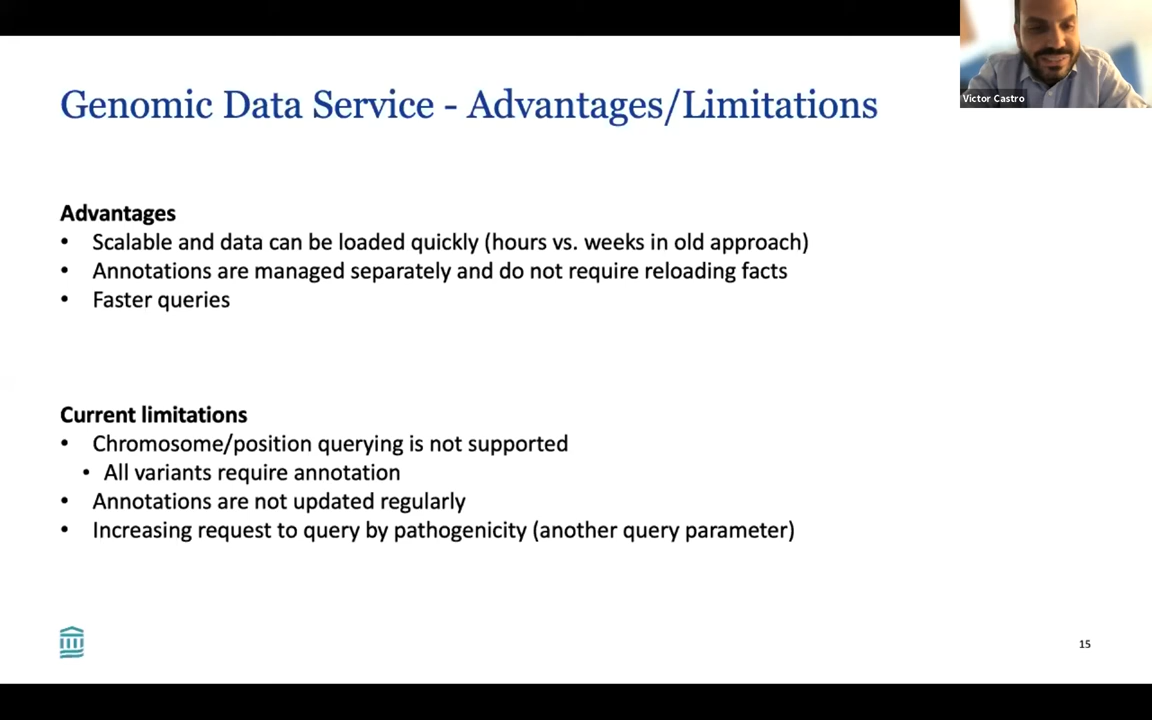 Victor Castro
Genomic Data Service - Advantages/Limitations
Advantages
• Scalable and data can be loaded quickly (hours vs. weeks in old approach)
• Annotations are managed separately and do not require reloading facts
• Faster queries
Current limitations
• Chromosome/position querying is not supported
• All variants require annotation
• Annotations are not updated regularly
• Increasing request to query by pathogenicity (another query parameter)
15